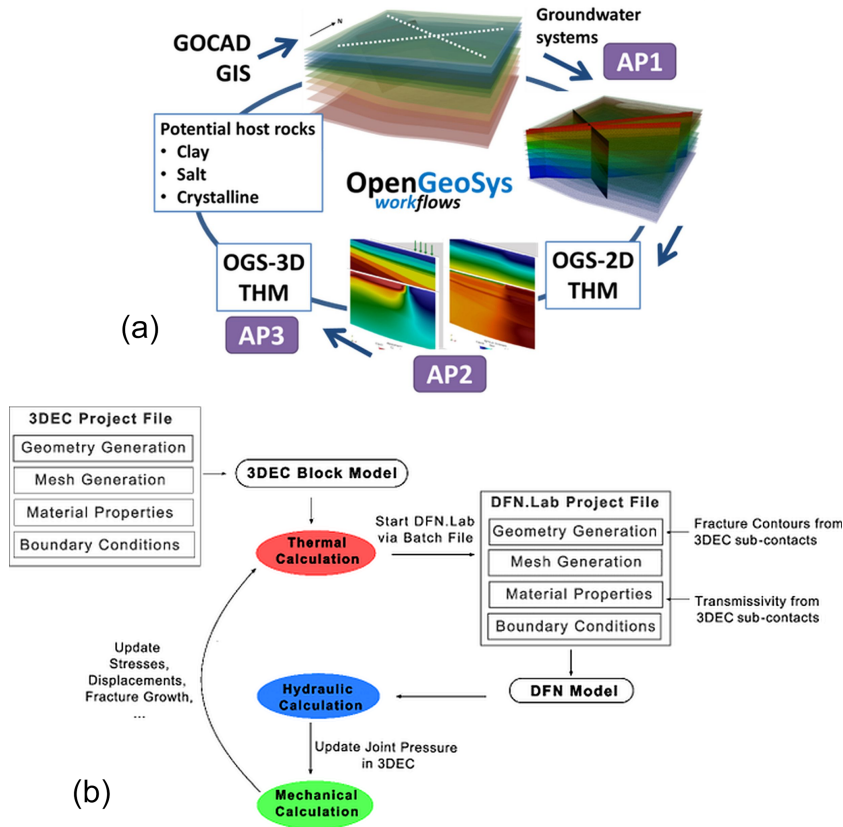 N
GOCAD
GIS
Groundwater
systems
AP1
Potential host rocks
• Clay
• Salt
• Crystalline
OpenGeoSys
workflows
OGS-3D
THM
OGS-2D
THM
AP3
AP2
(a)
3DEC Project File
Geometry Generation
Mesh Generation
Material Properties
Boundary Conditions
3DEC Block Model
Thermal
Calculation
Start DFN.Lab
via Batch File
DFN.Lab Project File
Geometry Generation
Mesh Generation
Material Properties
Boundary Conditions
Fracture Contours from
3DEC sub-contacts
Transmissivity from
3DEC sub-contacts
Update
Stresses,
Displacements,
Fracture Growth,
...
Hydraulic
Calculation
DFN Model
Update Joint Pressure
in 3DEC
Mechanical
Calculation
(b)